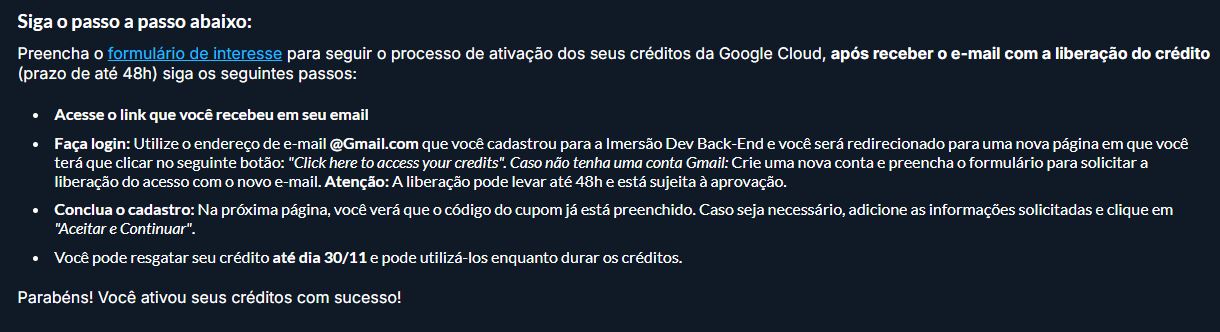 Siga o passo a passo abaixo:
Preencha o formulário de interesse para seguir o processo de ativação dos seus créditos da Google Cloud, após receber o e-mail com a liberação do crédito
(prazo de até 48h) siga os seguintes passos:
• Acesse o link que você recebeu em seu email
• Faça login: Utilize o endereço de e-mail @Gmail.com que você cadastrou para a Imersão Dev Back-End e você será redirecionado para uma nova página em que você
terá que clicar no seguinte botão: "Click here to access your credits". Caso não tenha uma conta Gmail: Crie uma nova conta e preencha o formulário para solicitar a
liberação do acesso com o novo e-mail. Atenção: A liberação pode levar até 48h e está sujeita à aprovação.
• Conclua o cadastro: Na próxima página, você verá que o código do cupom já está preenchido. Caso seja necessário, adicione as informações solicitadas e clique em
"Aceitar e Continuar".
• Você pode resgatar seu crédito até dia 30/11 e pode utilizá-los enquanto durar os créditos.
Parabéns! Você ativou seus créditos com sucesso!